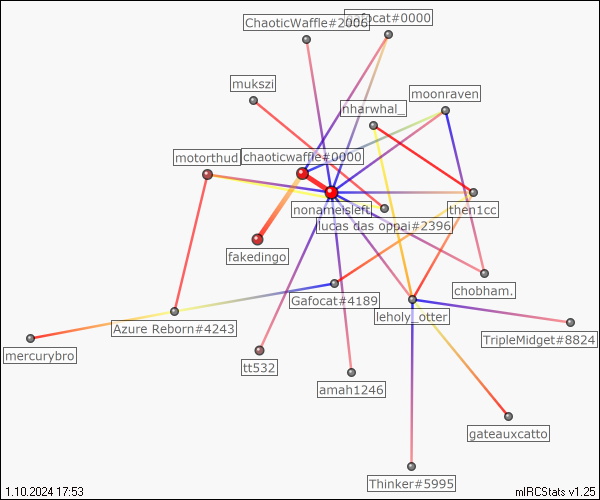 ChaoticWaffle#2006
focat#0000
mukszi
moonraven
nharwhal_
motorthud
chaoticwaffle#0000
nonameisleft
then1cc
lucas das oppai#2396
fakedingo
chobham.
Gafocat#4189
leholy_otter
Azure Reborn#4243
TripleMidget#8824
mercurybro
tt532
amah1246
gateauxcatto
Thinker#5995
1.10.2024 17:53
mIRCStats v1.25